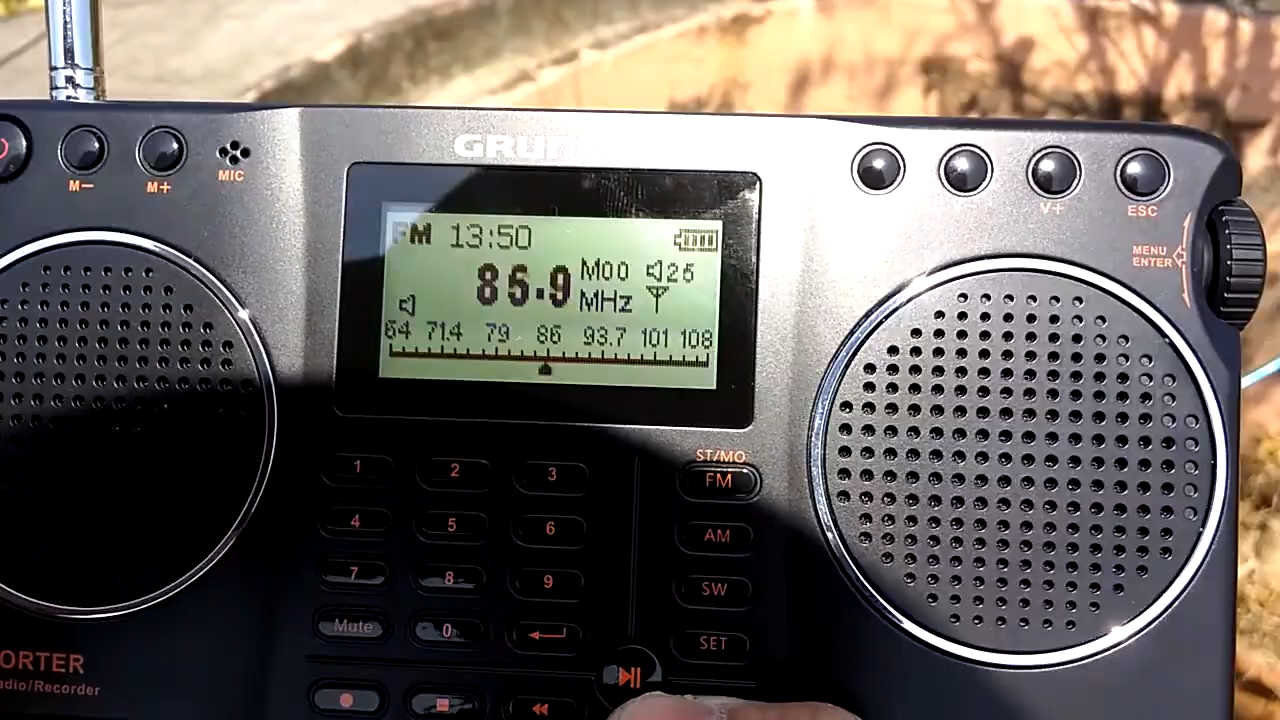 GRUN
M− M+ MIC
V+ ESC
MENU
ENTER
FM 13:50
85.9 M00 25
MHz
64 71.4 79 86 93.7 101 108
ST/MO
1 2 3 FM
4 5 6 AM
7 8 9 SW
Mute 0 SET
ORTER
adio/Recorder